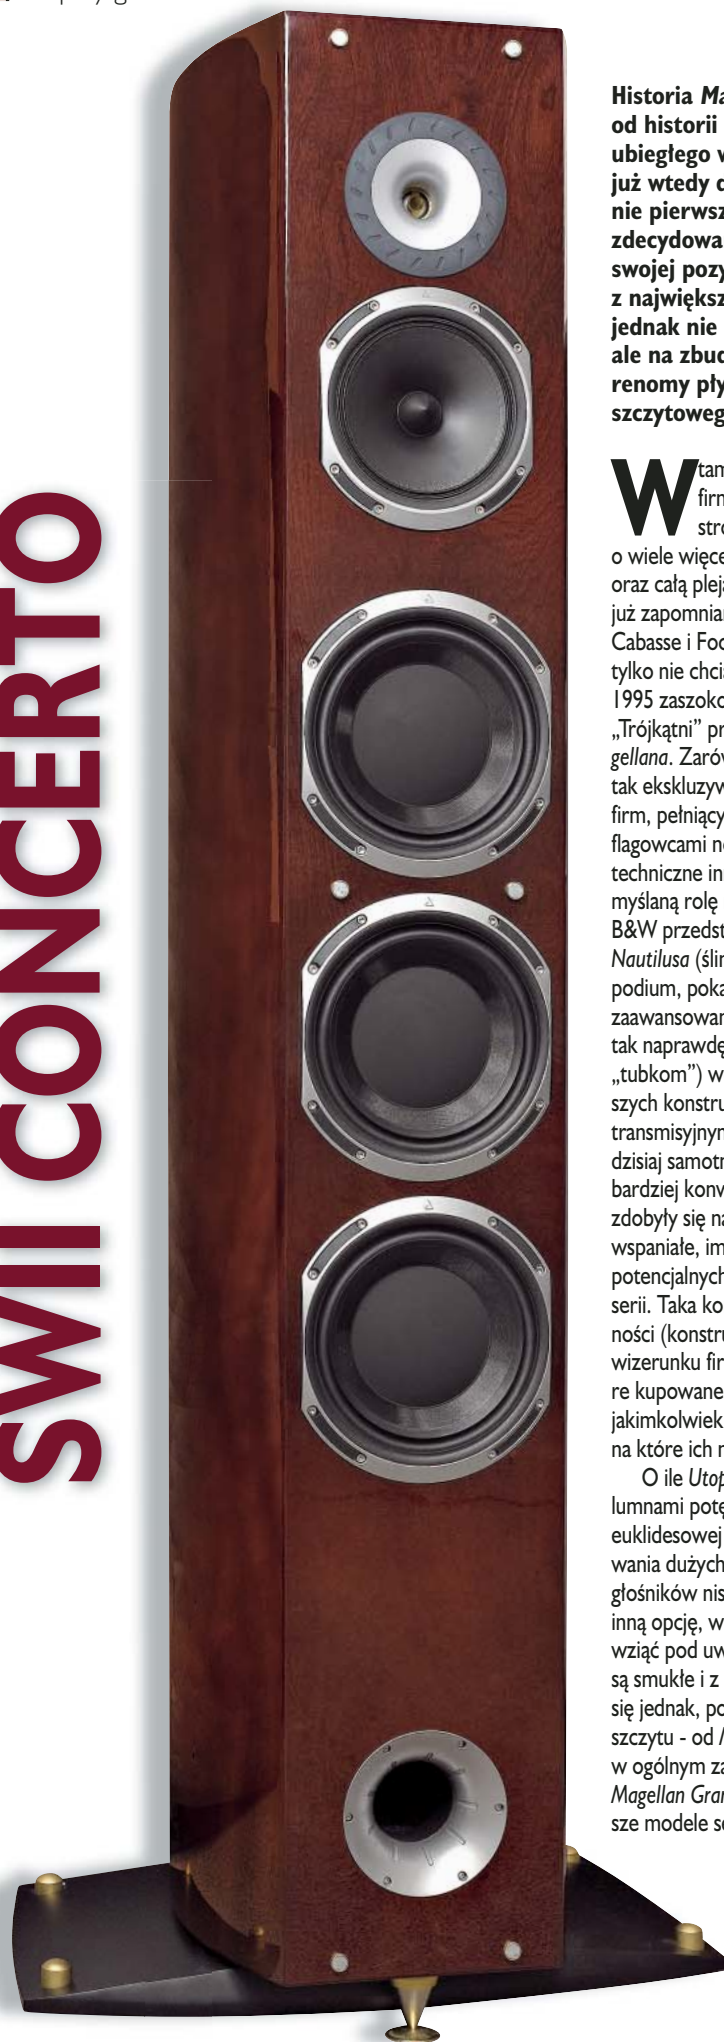 SWII CONCERTO
Historia Ma
od historii
ubiegłego w
już wtedy d
nie pierwsz
zdecydowa
swojej pozy
z najwięks
jednak nie
ale na zbud
renomy pły
szczytoweg
W tam
firm
stro
o wiele więce
oraz całą pleja
już zapomnian
Cabasse i Foc
tylko nie chcia
1995 zaszoko
„Trójkątni” pr
gellana. Zarów
tak ekskluzyw
firm, pełniący
flagowcami no
techniczne inn
myślaną rolę
B&W przedst
Nautilusa (ślim
podium, poka
zaawansowan
tak naprawdę
„tubkom”) w
szych konstru
transmisyjnym
dzisiaj samotn
bardziej konw
zdobyły się na
wspaniałe, im
potencjalnych
serii. Taka ko
ności (konstru
wizerunku fir
re kupowane
jakimkolwiek
na które ich n
O ile Utop
lumnami potę
euklidesowej
wania dużych
głośników nis
inną opcję, w
wziąć pod uw
są smukłe i z
się jednak, po
szczytu - od M
w ogólnym za
Magellan Gran
sze modele se